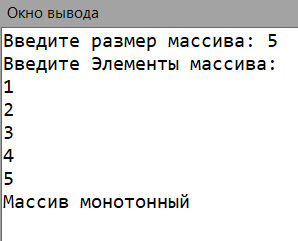 Окно вывода
Введите размер массива: 5
Введите Элементы массива:
1
2
3
4
5
Массив монотонный